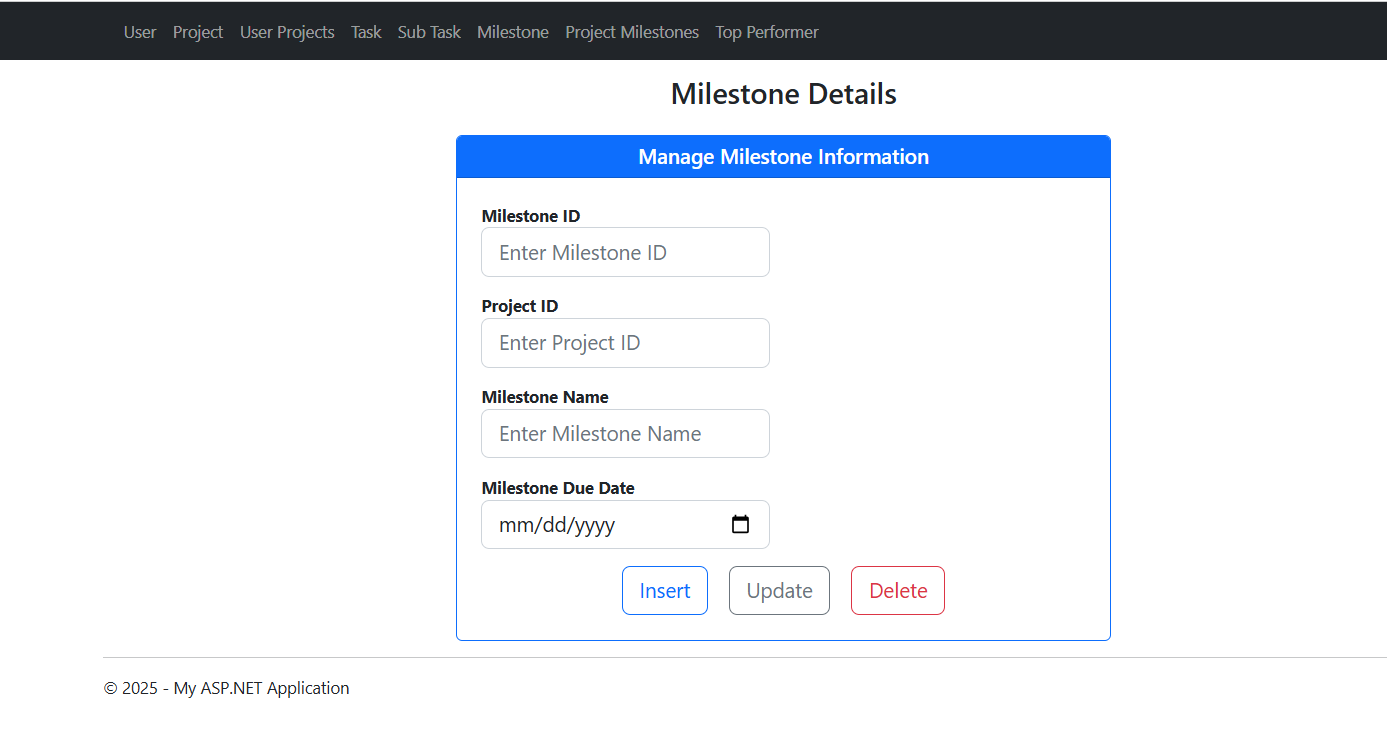 User Project User Projects Task Sub Task Milestone Project Milestones Top Performer
Milestone Details
Manage Milestone Information
Milestone ID
Enter Milestone ID
Project ID
Enter Project ID
Milestone Name
Enter Milestone Name
Milestone Due Date
mm/dd/yyyy
Insert Update Delete
© 2025 - My ASP.NET Application